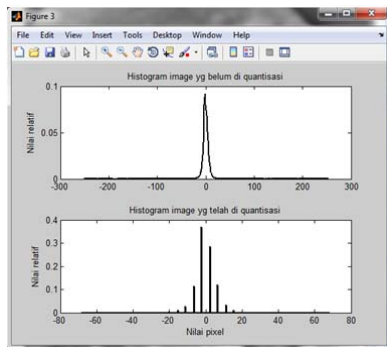 Figure 3
File Edit View Insert Tools Desktop Window Help
Histogram image yg belum di quantisasi
Nilai relatif
0.1
0.05
0
-300 -200 -100 0 100 200 300
Histogram image yg telah di quantisasi
Nilai relatif
0.4
0.3
0.2
0.1
0
-80 -60 -40 -20 0 20 40 60 80
Nilai pixel